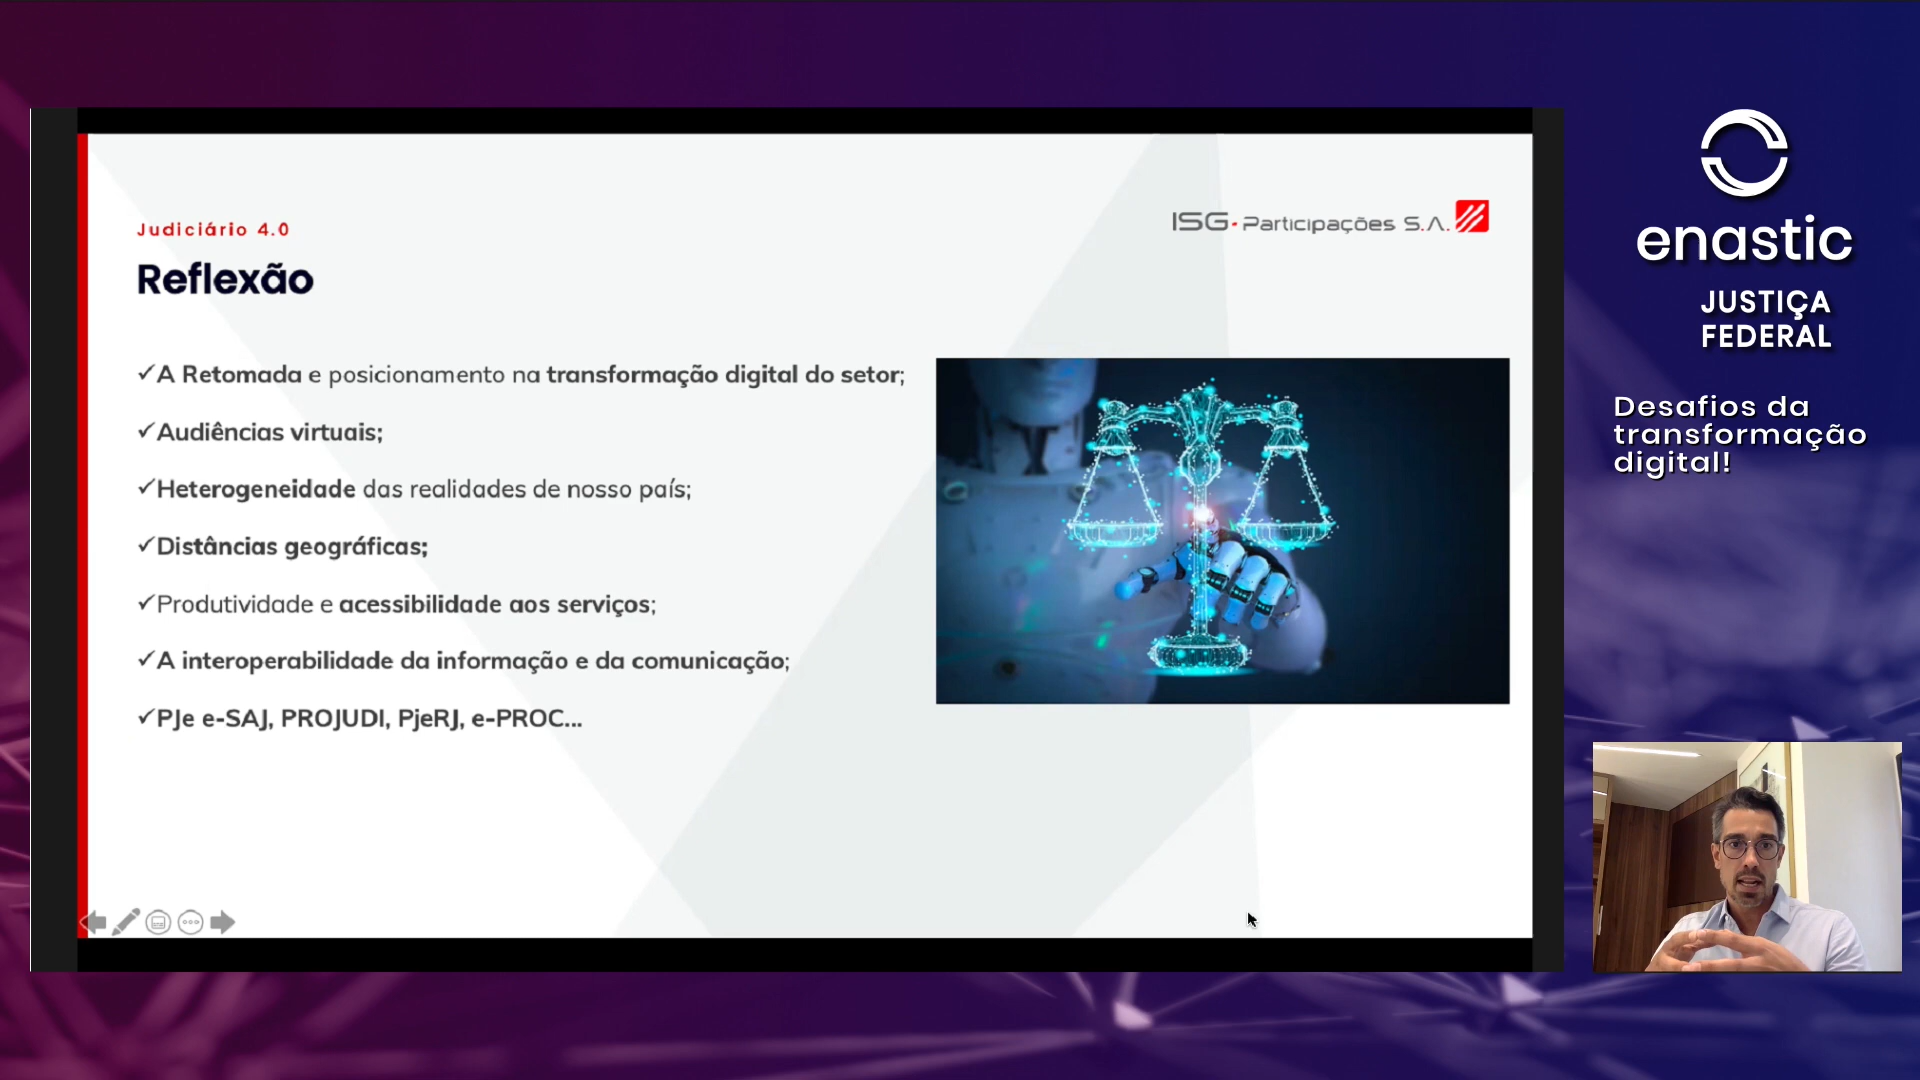 Judiciário 4.0
Reflexão
ISG Participações S.A.
✓A Retomada e posicionamento na transformação digital do setor;
✓Audiências virtuais;
✓Heterogeneidade das realidades de nosso país;
✓Distâncias geográficas;
✓Produtividade e acessibilidade aos serviços;
✓A interoperabilidade da informação e da comunicação;
✓PJe e-SAJ, PROJUDI, PjeRJ, e-PROC...
enastic
JUSTIÇA
FEDERAL
Desafios da
transformação
digital!